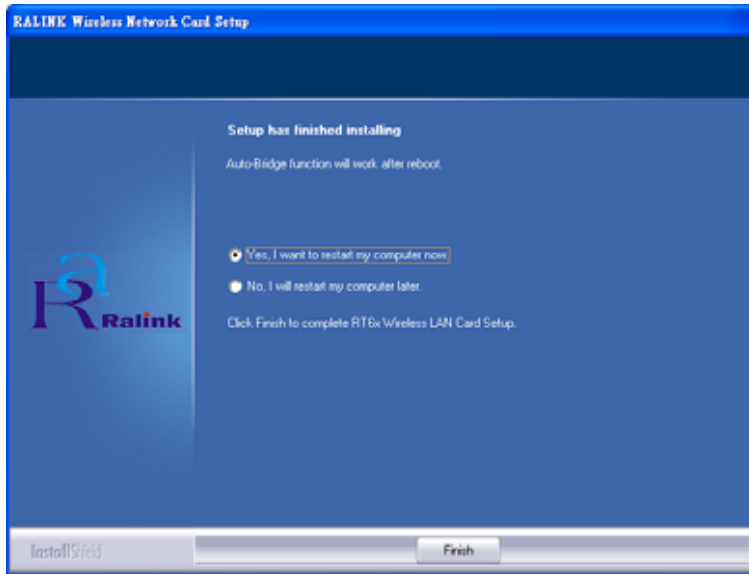 RALINK Wireless Network Card Setup
Setup has finished installing
Auto-Bridge function will work after reboot.
Yes, I want to restart my computer now.
No, I will restart my computer later.
Click Finish to complete RT6x Wireless LAN Card Setup.
Ra
Ralink
InstallShield
Finish